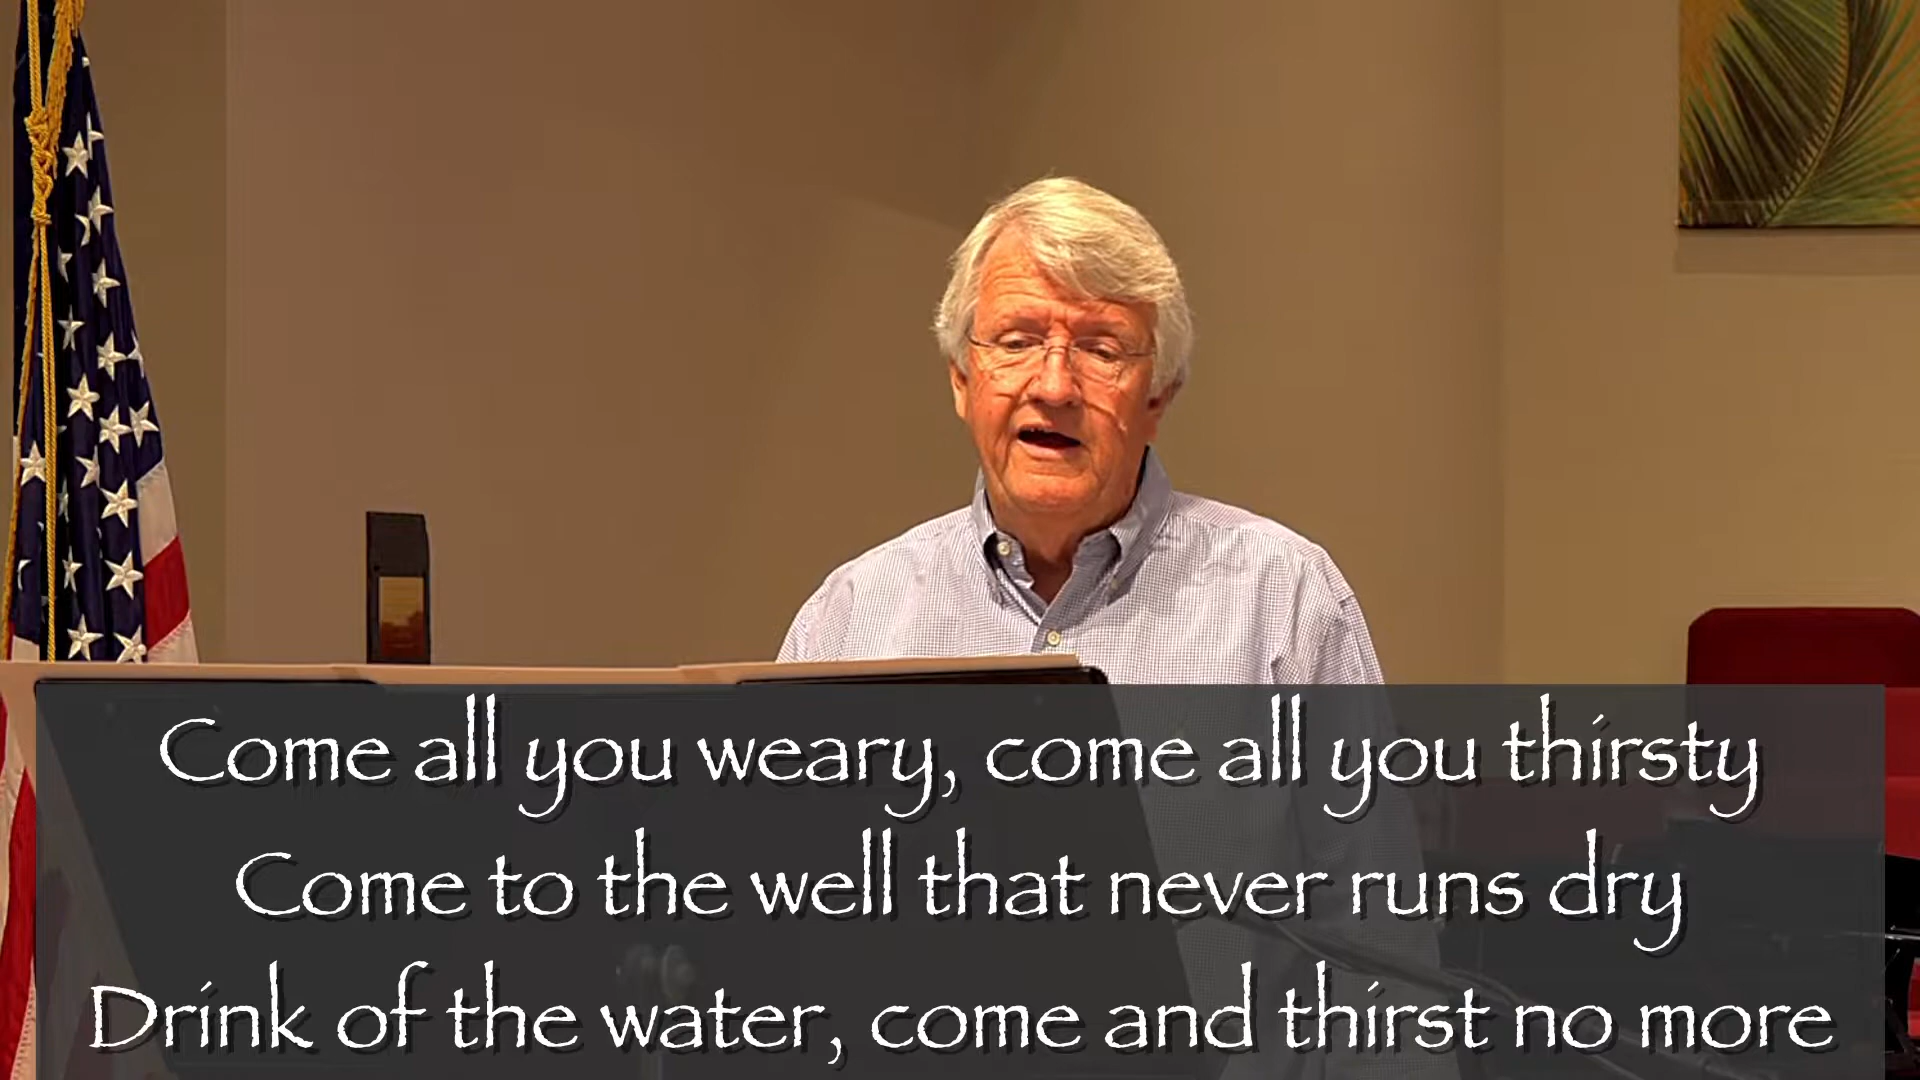 Come all you weary, come all you thirsty
Come to the well that never runs dry
Drink of the water, come and thirst no more